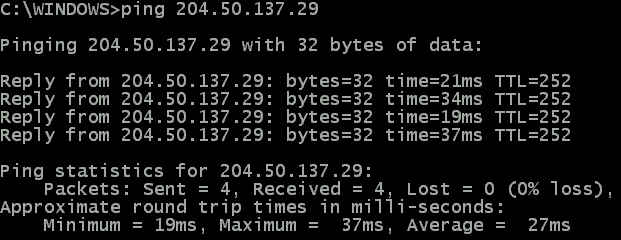 C:\WINDOWS>ping 204.50.137.29
Pinging 204.50.137.29 with 32 bytes of data:
Reply from 204.50.137.29: bytes=32 time=21ms TTL=252
Reply from 204.50.137.29: bytes=32 time=34ms TTL=252
Reply from 204.50.137.29: bytes=32 time=19ms TTL=252
Reply from 204.50.137.29: bytes=32 time=37ms TTL=252
Ping statistics for 204.50.137.29:
    Packets: Sent = 4, Received = 4, Lost = 0 (0% loss),
Approximate round trip times in milli-seconds:
    Minimum = 19ms, Maximum =  37ms, Average =  27ms